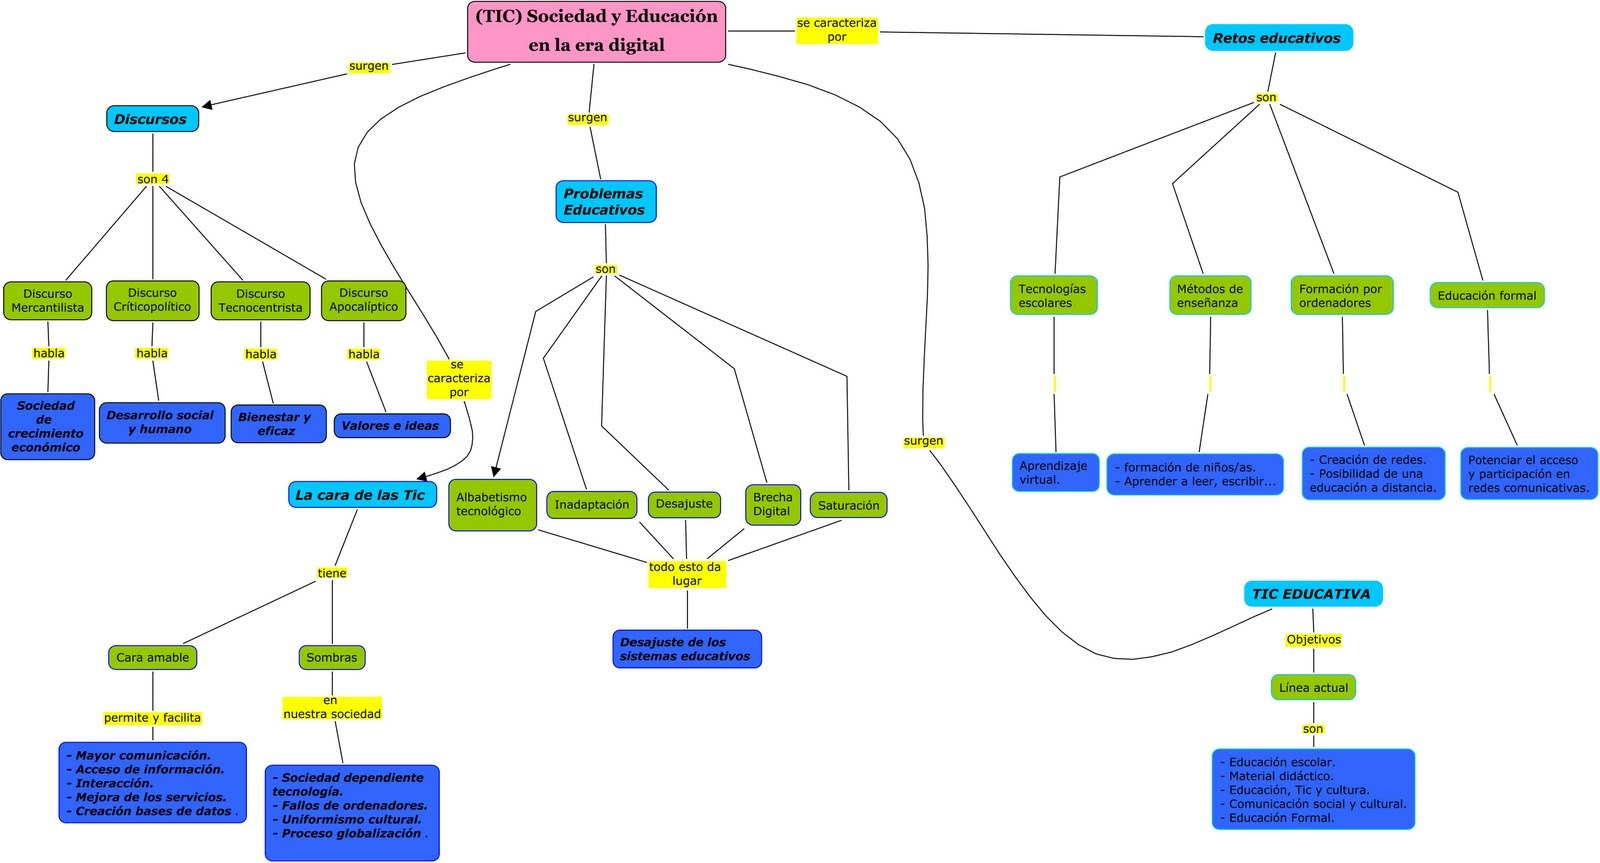 (TIC) Sociedad y Educación
en la era digital
se caracteriza
por
Retos educativos
surgen
surgen
Discursos
son
son 4
Problemas
Educativos
son
Discurso
Mercantilista
Discurso
Críticopolítico
Discurso
Tecnocentrista
Discurso
Apocalíptico
Tecnologías
escolares
Métodos de
enseñanza
Formación por
ordenadores
Educación formal
habla
habla
habla
habla
se
caracteriza
por
Sociedad
de
crecimiento
económico
Desarrollo social
y humano
Bienestar y
eficaz
Valores e ideas
surgen
Aprendizaje
virtual.
- formación de niños/as.
- Aprender a leer, escribir...
- Creación de redes.
- Posibilidad de una
educación a distancia.
Potenciar el acceso
y participación en
redes comunicativas.
La cara de las Tic
Albabetismo
tecnológico
Inadaptación
Desajuste
Brecha
Digital
Saturación
todo esto da
lugar
Desajuste de los
sistemas educativos
tiene
Cara amable
Sombras
permite y facilita
en
nuestra sociedad
- Mayor comunicación.
- Acceso de información.
- Interacción.
- Mejora de los servicios.
- Creación bases de datos .
- Sociedad dependiente
tecnología.
- Fallos de ordenadores.
- Uniformismo cultural.
- Proceso globalización .
TIC EDUCATIVA
Objetivos
Línea actual
son
- Educación escolar.
- Material didáctico.
- Educación, Tic y cultura.
- Comunicación social y cultural.
- Educación Formal.